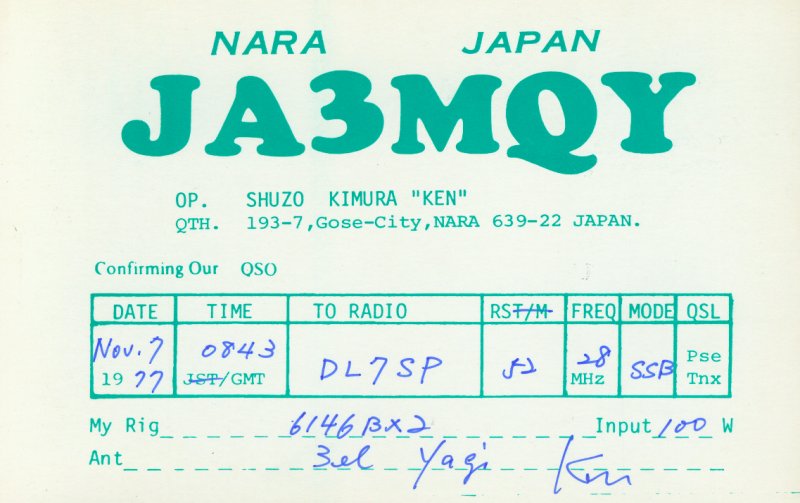 NARA JAPAN
JA3MQY
OP. SHUZO KIMURA "KEN"
QTH. 193-7,Gose-City,NARA 639-22 JAPAN.
Confirming Our QSO
DATE TIME TO RADIO RST/M FREQ MODE QSL
Nov. 7 0843 DL7SP 52 28 SSB Pse
1977 JST/GMT MHz Tnx
My Rig 6146B×2 Input 100 W
Ant 3el Yagi Ken